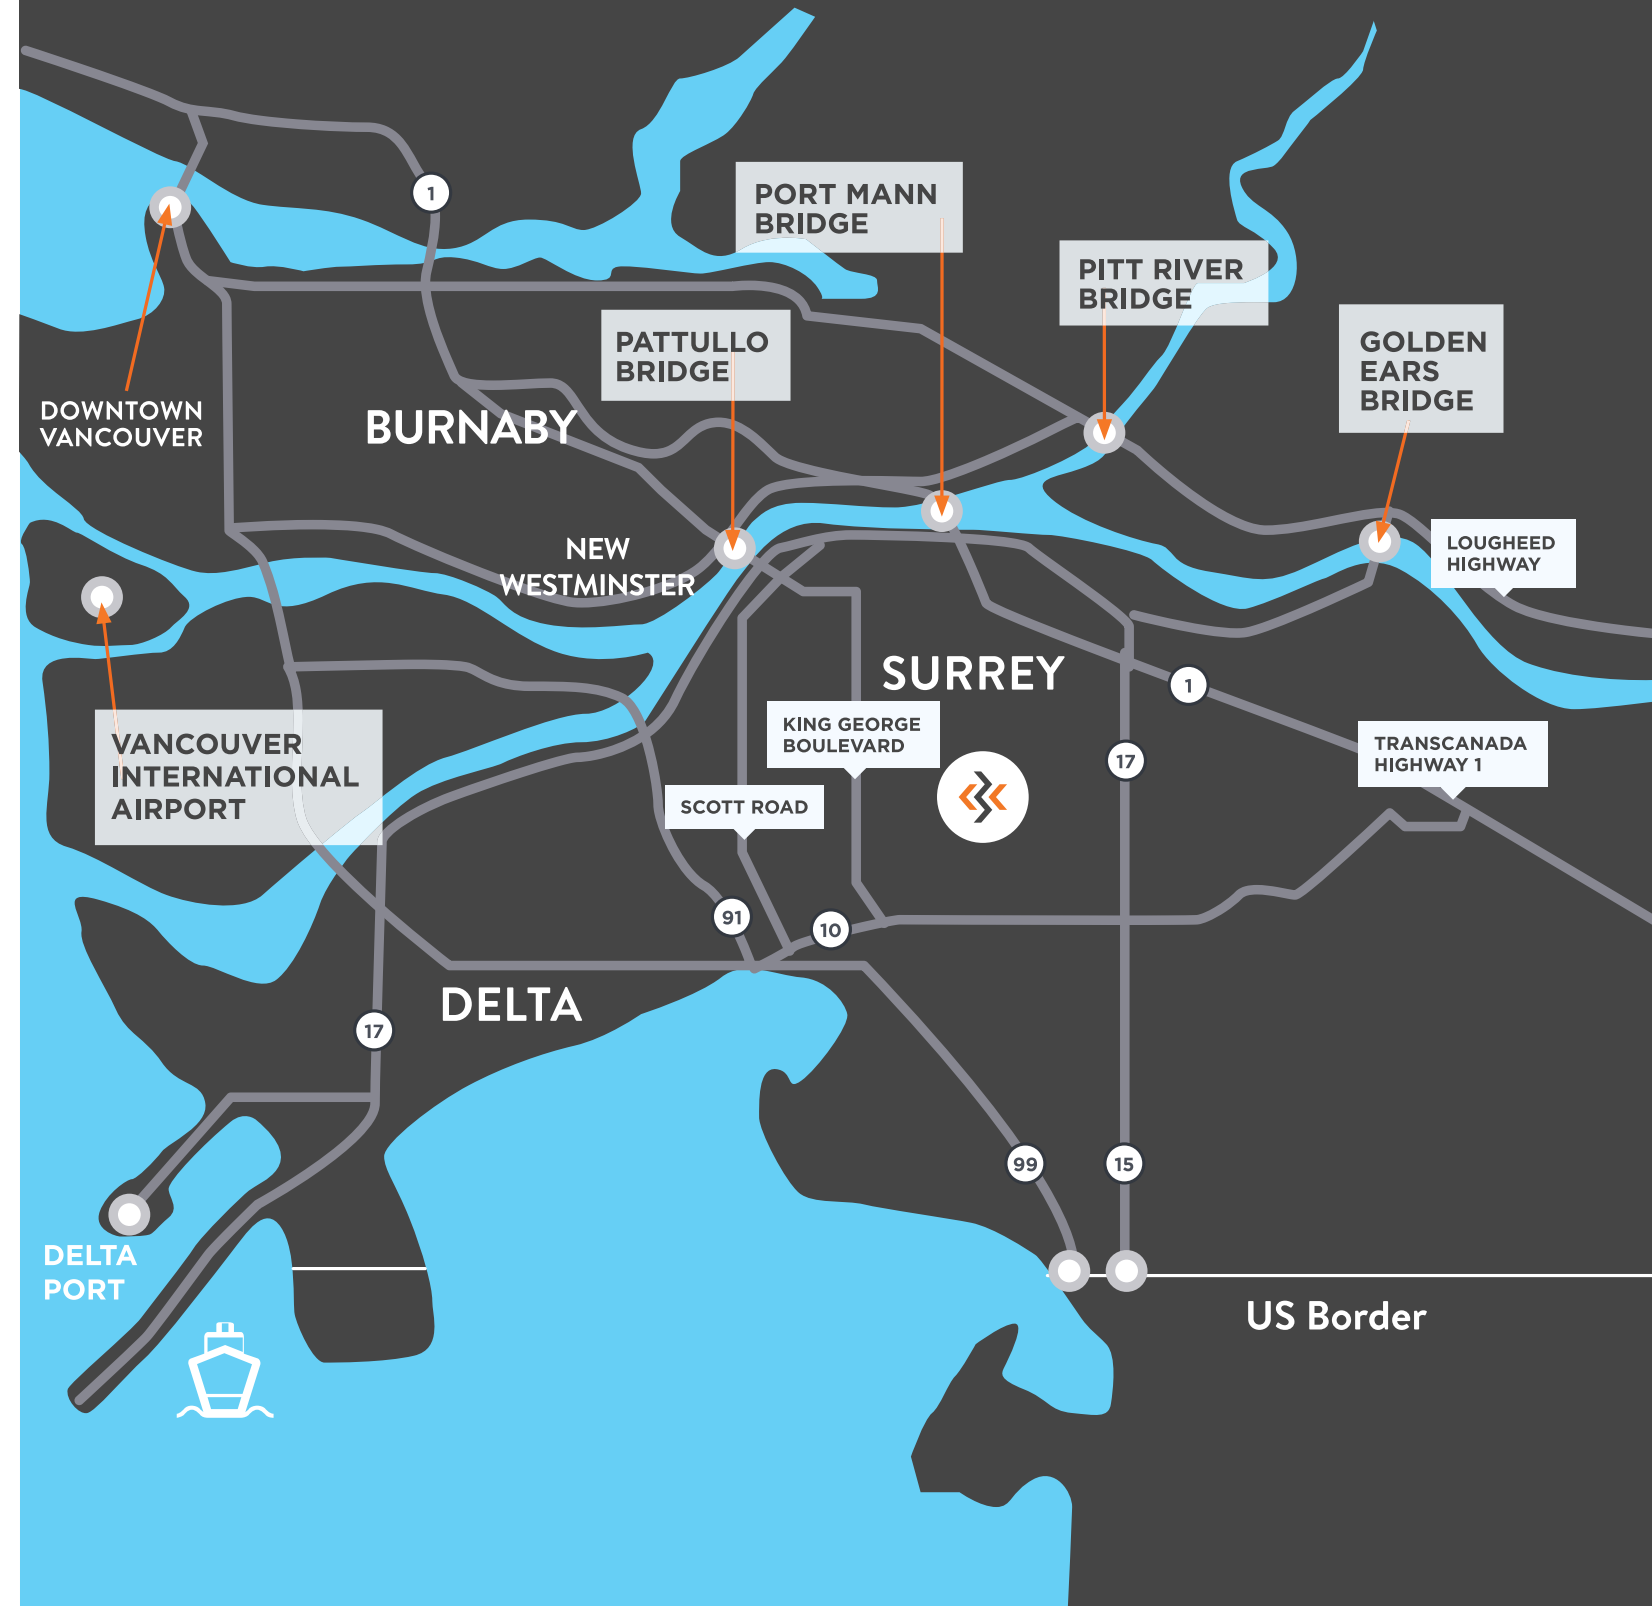 1
PORT MANN
BRIDGE
PITT RIVER
BRIDGE
PATTULLO
BRIDGE
GOLDEN
EARS
BRIDGE
DOWNTOWN
VANCOUVER
BURNABY
NEW
WESTMINSTER
LOUGHEED
HIGHWAY
SURREY
1
KING GEORGE
BOULEVARD
VANCOUVER
INTERNATIONAL
AIRPORT
17
TRANSCANADA
HIGHWAY 1
SCOTT ROAD
91
10
DELTA
17
99
15
DELTA
PORT
US Border